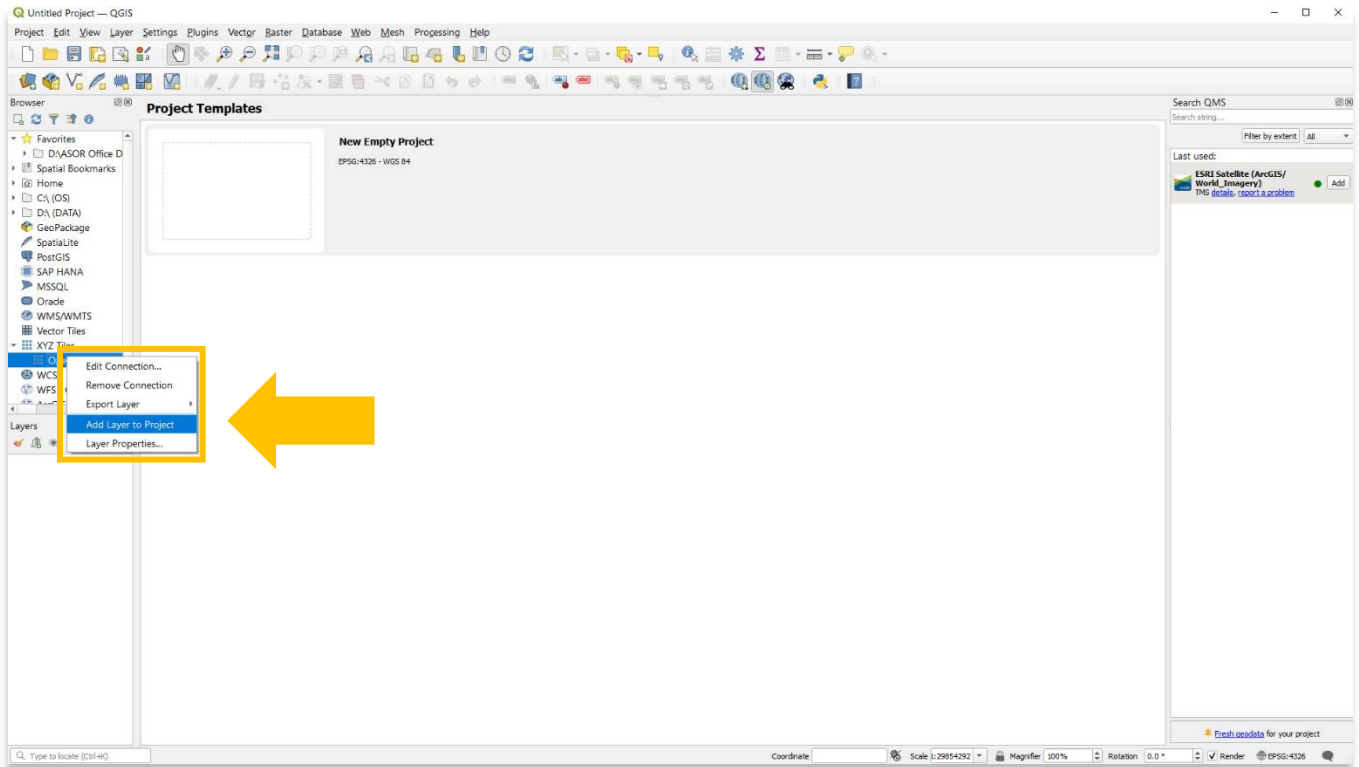 Untitled Project — QGIS
Project Edit View Layer Settings Plugins Vector Raster Database Web Mesh Processing Help
Browser
Favorites
D:\ASOR Office D
Spatial Bookmarks
Home
C:\ (OS)
D:\ (DATA)
GeoPackage
SpatiaLite
PostGIS
SAP HANA
MSSQL
Oracle
WMS/WMTS
Vector Tiles
XYZ Tiles
WCS
WFS
Edit Connection...
Remove Connection
Export Layer
Add Layer to Project
Layer Properties...
Layers
Project Templates
New Empty Project
EPSG:4326 - WGS 84
Search QMS
Search string...
Filter by extent All
Last used:
ESRI Satellite (ArcGIS/
World_Imagery)
TMS details, report a problem
Add
Fresh geodata for your project
Type to locate (Ctrl+K)
Coordinate Scale 1:29854292 Magnifier 100% Rotation 0.0 ° Render EPSG:4326